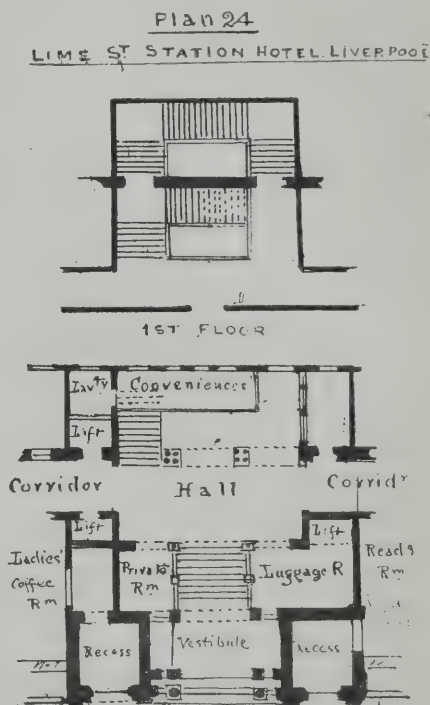 Plan 24
LIME ST STATION HOTEL. LIVERPOOL
1ST FLOOR
Lavty
Conveniences
Lift
Corridor
Hall
Corridr
Lift
Lift
Ladies'
Coffee
Rm
Private
Rm
Luggage R
Readg
Rm
Recess
Vestibule
Recess